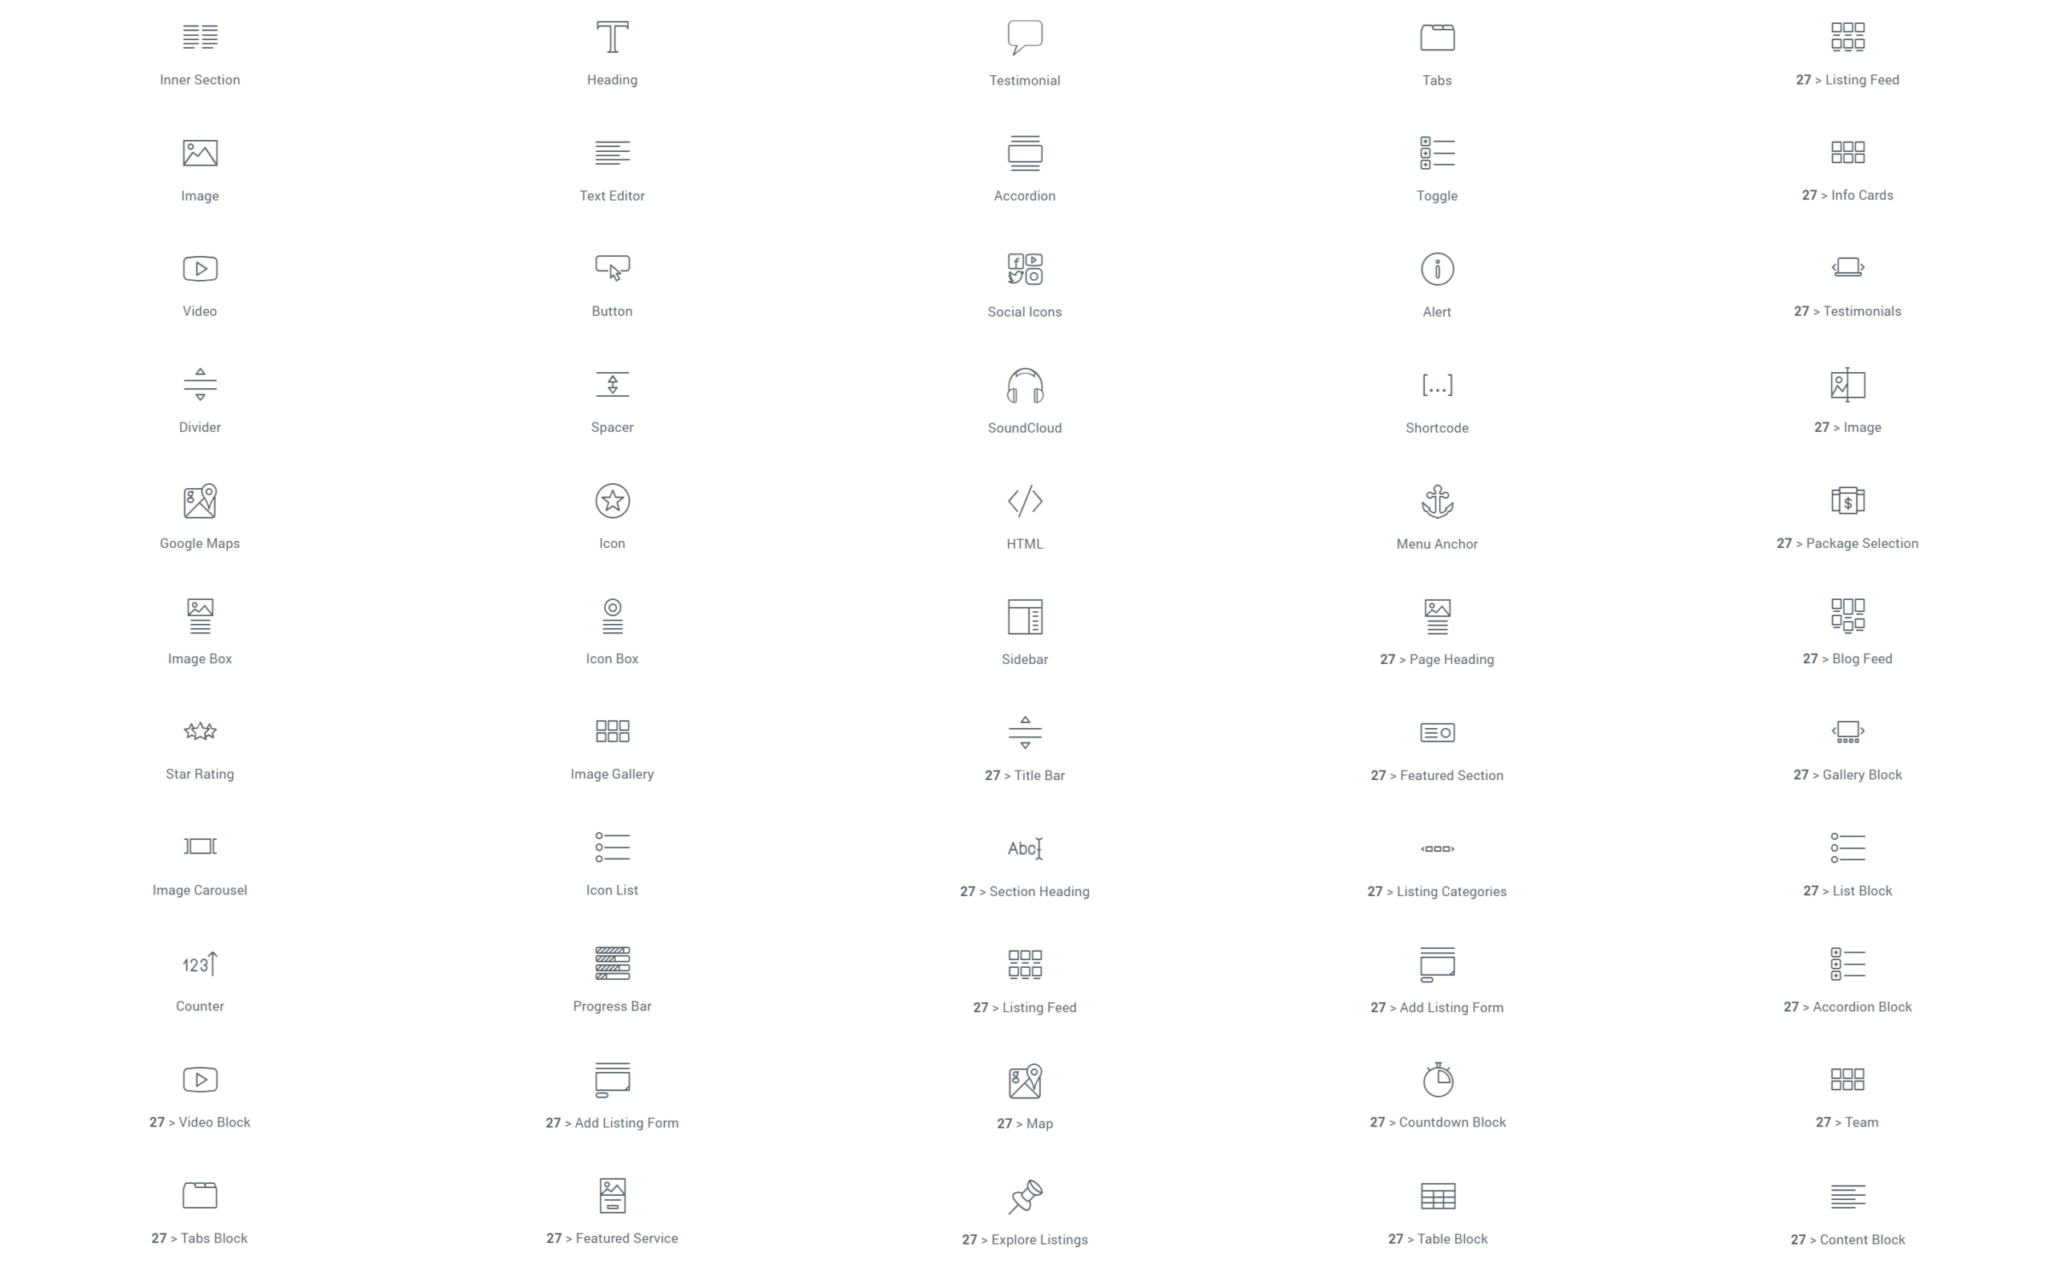 Inner Section
Heading
Testimonial
Tabs
27 > Listing Feed
Image
Text Editor
Accordion
Toggle
27 > Info Cards
Video
Button
Social Icons
Alert
27 > Testimonials
Divider
Spacer
SoundCloud
[...]
Shortcode
27 > Image
Google Maps
Icon
</>
HTML
Menu Anchor
$
27 > Package Selection
Image Box
Icon Box
Sidebar
27 > Page Heading
27 > Blog Feed
Star Rating
Image Gallery
27 > Title Bar
27 > Featured Section
27 > Gallery Block
Image Carousel
Icon List
Abc
27 > Section Heading
27 > Listing Categories
27 > List Block
123
Counter
Progress Bar
27 > Listing Feed
27 > Add Listing Form
27 > Accordion Block
27 > Video Block
27 > Add Listing Form
27 > Map
27 > Countdown Block
27 > Team
27 > Tabs Block
27 > Featured Service
27 > Explore Listings
27 > Table Block
27 > Content Block